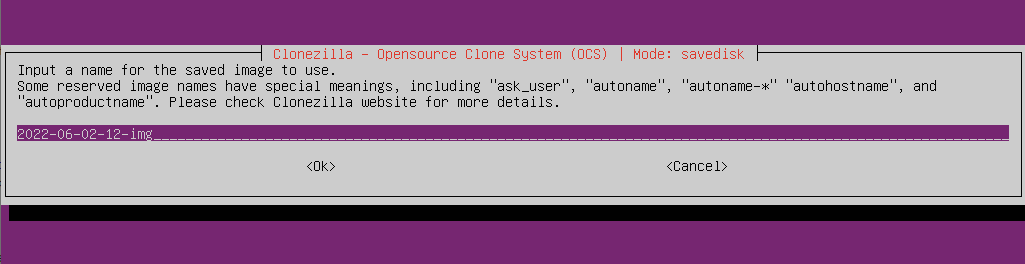 Clonezilla - Opensource Clone System (OCS) | Mode: savedisk
Input a name for the saved image to use.
Some reserved image names have special meanings, including "ask_user", "autoname", "autoname-*" "autohostname", and
"autoproductname". Please check Clonezilla website for more details.
2022-06-02-12-img
<Ok> <Cancel>